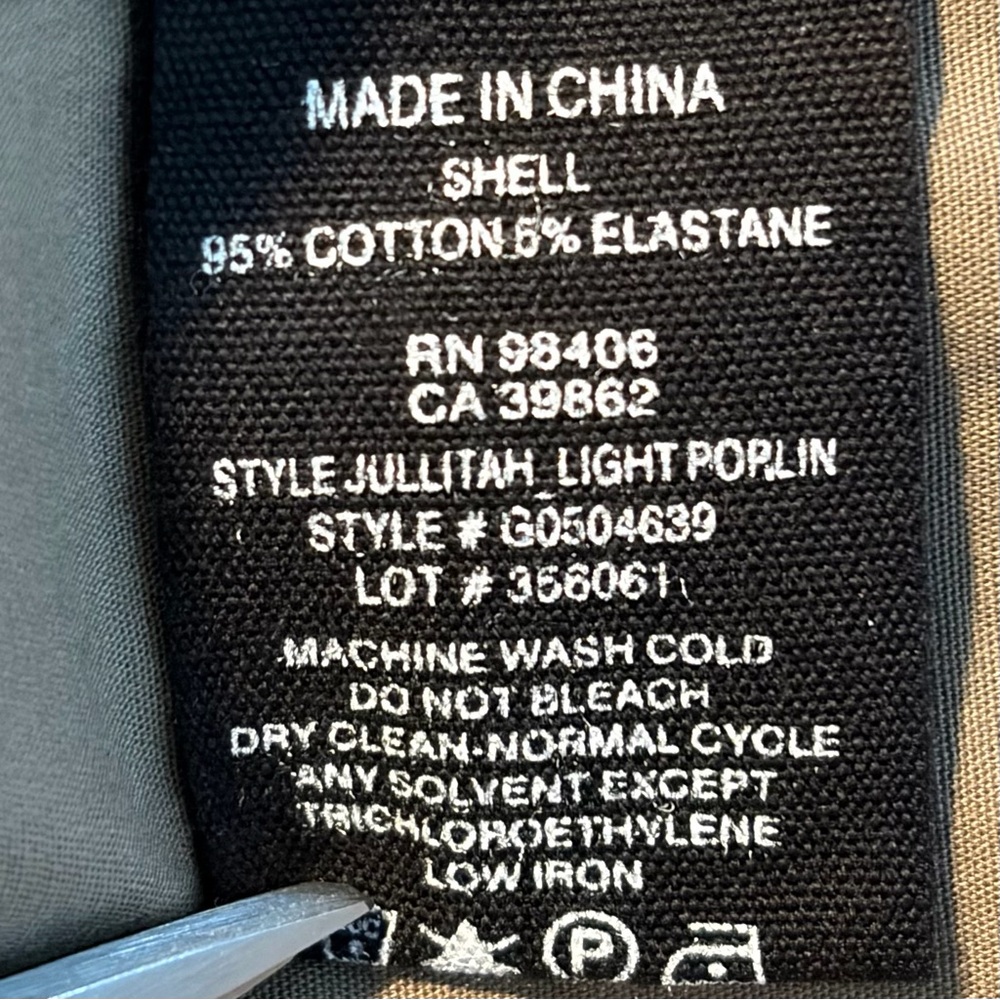 MADE IN CHINA
SHELL
95% COTTON 5% ELASTANE
RN 98406
CA 39862
STYLE JULLITAH_LIGHT POPLIN
STYLE # G0504639
LOT # 356061
MACHINE WASH COLD
DO NOT BLEACH
DRY CLEAN-NORMAL CYCLE
ANY SOLVENT EXCEPT
TRICHLOROETHYLENE
LOW IRON
P